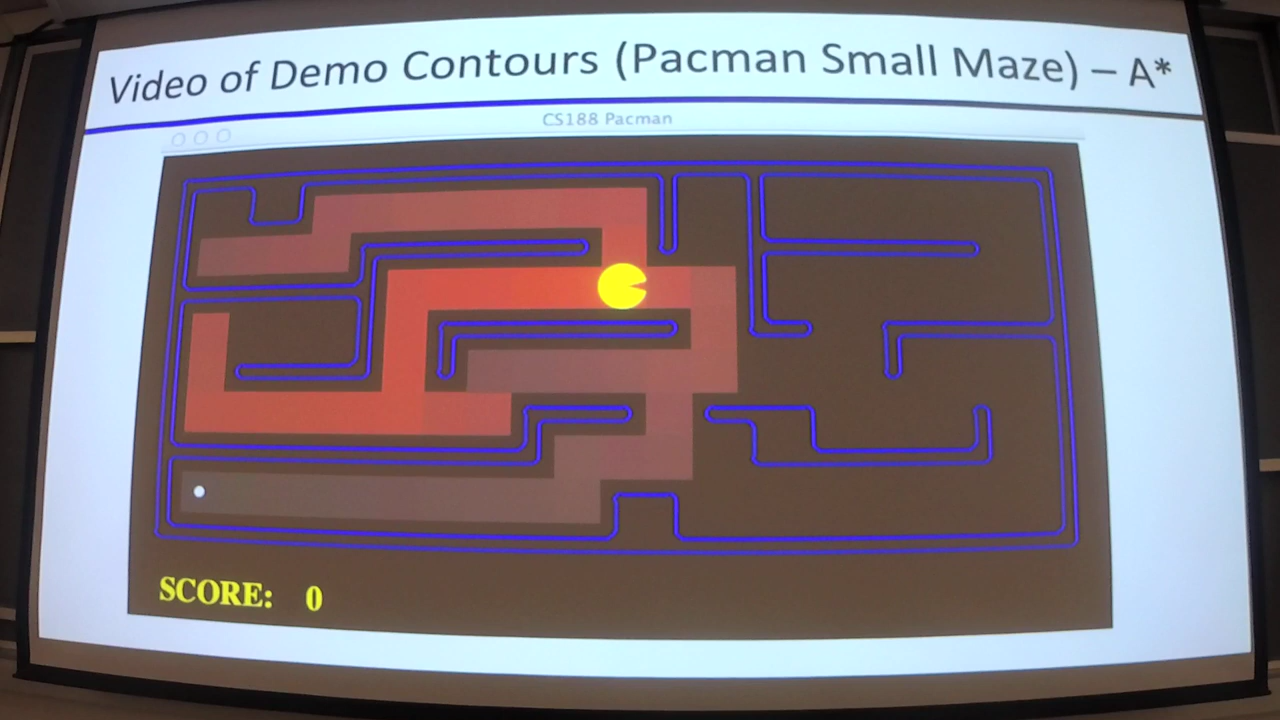 Video of Demo Contours (Pacman Small Maze) – A*
CS188 Pacman
SCORE: 0